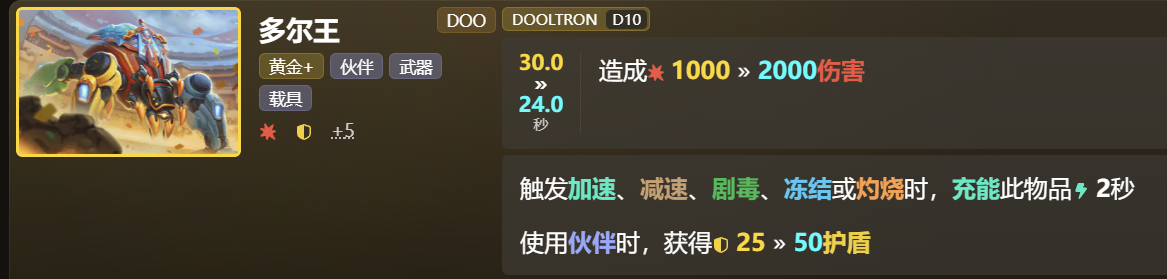 多尔王
DOO
DOOLTRON D10
黄金+ 伙伴 武器
载具
+5
30.0
»
24.0
秒
造成 1000 » 2000伤害
触发加速、减速、剧毒、冻结或灼烧时，充能此物品 2秒
使用伙伴时，获得 25 » 50护盾